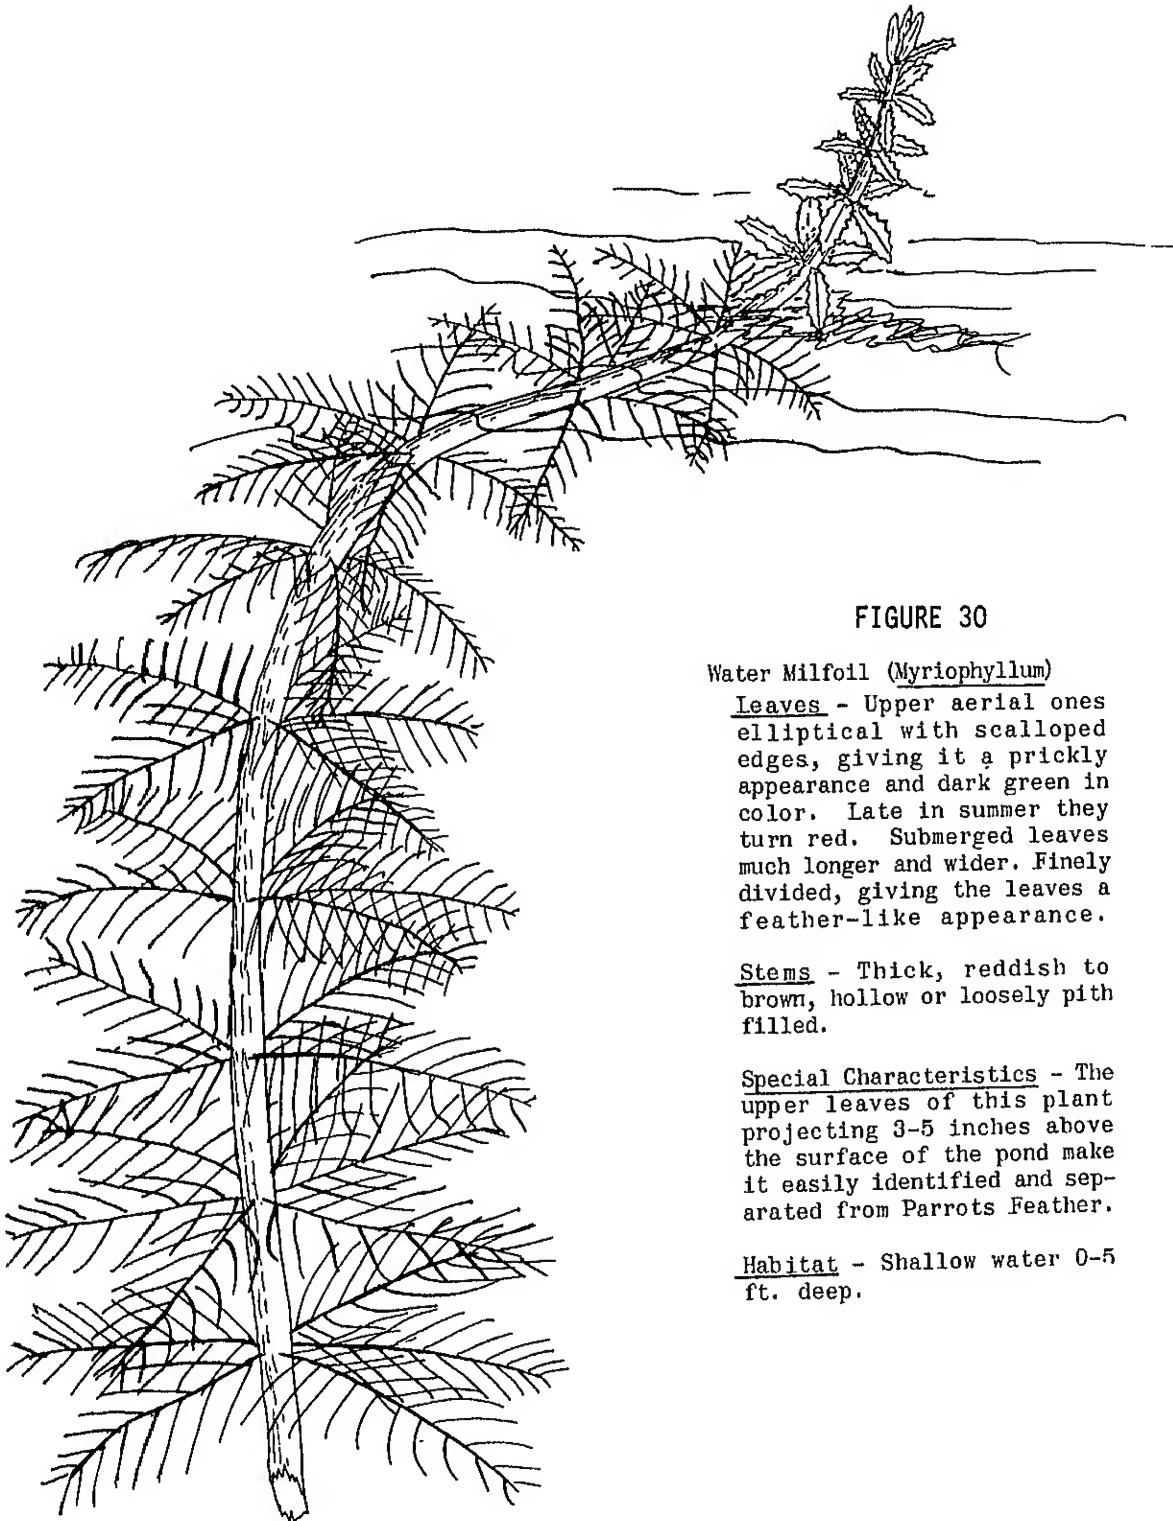 FIGURE 30
Water Milfoil (Myriophyllum)
Leaves - Upper aerial ones
elliptical with scalloped
edges, giving it a prickly
appearance and dark green in
color. Late in summer they
turn red. Submerged leaves
much longer and wider. Finely
divided, giving the leaves a
feather-like appearance.
Stems - Thick, reddish to
brown, hollow or loosely pith
filled.
Special Characteristics - The
upper leaves of this plant
projecting 3-5 inches above
the surface of the pond make
it easily identified and sep-
arated from Parrots Feather.
Habitat - Shallow water 0-5
ft. deep.